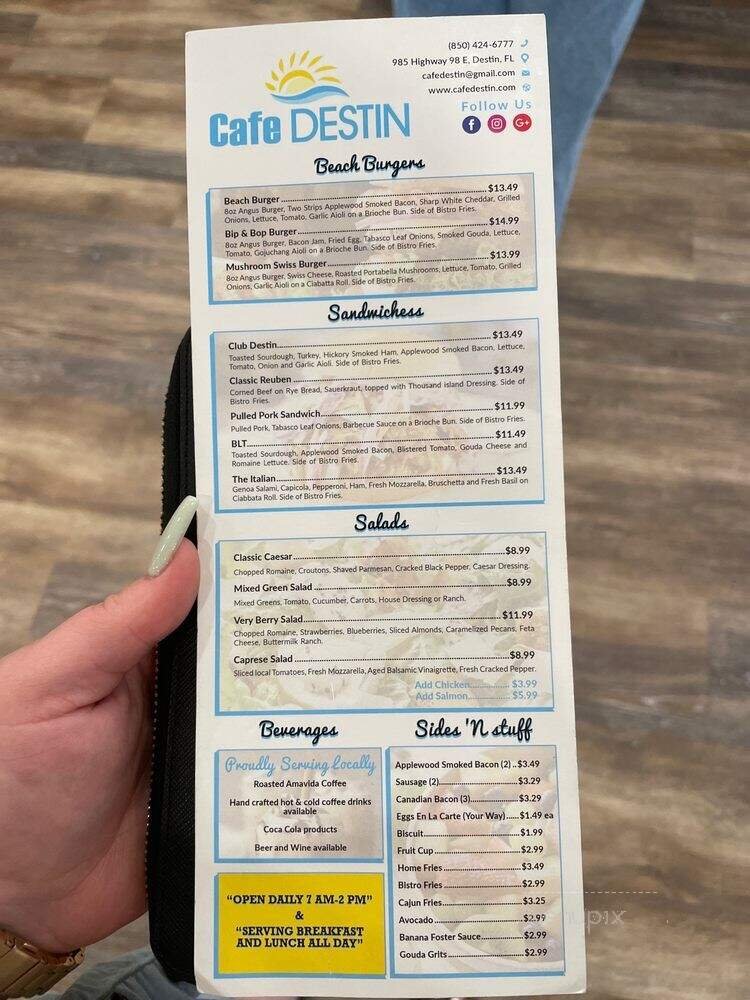 (850) 424-6777
985 Highway 98 E, Destin, FL
cafedestin@gmail.com
www.cafedestin.com
Follow Us
f
G+
Cafe DESTIN
Beach Burgers
Beach Burger ........ $13.49
8oz Angus Burger, Two Strips Applewood Smoked Bacon, Sharp White Cheddar, Grilled
Onions, Lettuce, Tomato, Garlic Aioli on a Brioche Bun. Side of Bistro Fries.
Bip & Bop Burger ........ $14.99
8oz Angus Burger, Bacon Jam, Fried Egg, Tabasco Leaf Onions, Smoked Gouda, Lettuce,
Tomato, Gojuchang Aioli on a Brioche Bun. Side of Bistro Fries.
Mushroom Swiss Burger ........ $13.99
8oz Angus Burger, Swiss Cheese, Roasted Portabella Mushrooms, Lettuce, Tomato, Grilled
Onions, Garlic Aioli on a Ciabatta Roll. Side of Bistro Fries.
Sandwichess
Club Destin ........ $13.49
Toasted Sourdough, Turkey, Hickory Smoked Ham, Applewood Smoked Bacon, Lettuce,
Tomato, Onion and Garlic Aioli. Side of Bistro Fries.
Classic Reuben ........ $13.49
Corned Beef on Rye Bread, Sauerkraut, topped with Thousand island Dressing. Side of
Bistro Fries.
Pulled Pork Sandwich ........ $11.99
Pulled Pork, Tabasco Leaf Onions, Barbecue Sauce on a Brioche Bun. Side of Bistro Fries.
BLT ........ $11.49
Toasted Sourdough, Applewood Smoked Bacon, Blistered Tomato, Gouda Cheese and
Romaine Lettuce. Side of Bistro Fries.
The Italian ........ $13.49
Genoa Salami, Capicola, Pepperoni, Ham, Fresh Mozzarella, Bruschetta and Fresh Basil on
Ciabbata Roll. Side of Bistro Fries.
Salads
Classic Caesar ........ $8.99
Chopped Romaine, Croutons, Shaved Parmesan, Cracked Black Pepper, Caesar Dressing.
Mixed Green Salad ........ $8.99
Mixed Greens, Tomato, Cucumber, Carrots, House Dressing or Ranch.
Very Berry Salad ........ $11.99
Chopped Romaine, Strawberries, Blueberries, Sliced Almonds, Caramelized Pecans, Feta
Cheese, Buttermilk Ranch.
Caprese Salad ........ $8.99
Sliced local Tomatoes, Fresh Mozzarella, Aged Balsamic Vinaigrette, Fresh Cracked Pepper.
Add Chicken ........ $3.99
Add Salmon ........ $5.99
Beverages
Proudly Serving Locally
Roasted Amavida Coffee
Hand crafted hot & cold coffee drinks
available
Coca Cola products
Beer and Wine available
"OPEN DAILY 7 AM-2 PM"
&
"SERVING BREAKFAST
AND LUNCH ALL DAY"
Sides 'N stuff
Applewood Smoked Bacon (2) .. $3.49
Sausage (2) ........ $3.29
Canadian Bacon (3) ........ $3.29
Eggs En La Carte (Your Way) ..... $1.49 ea
Biscuit ........ $1.99
Fruit Cup ........ $2.99
Home Fries ........ $3.49
Bistro Fries ........ $2.99
Cajun Fries ........ $3.25
Avocado ........ $2.99
Banana Foster Sauce ........ $2.99
Gouda Grits ........ $2.99